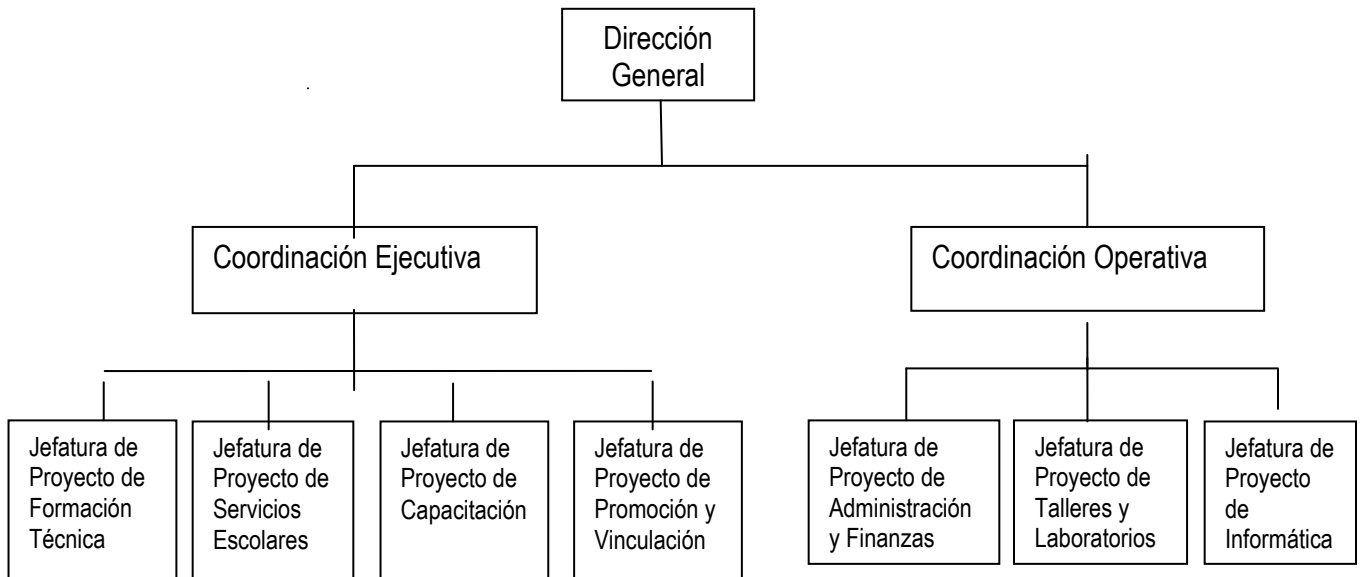 Dirección
General
Coordinación Ejecutiva
Coordinación Operativa
Jefatura de
Proyecto de
Formación
Técnica
Jefatura de
Proyecto de
Servicios
Escolares
Jefatura de
Proyecto de
Capacitación
Jefatura de
Proyecto de
Promoción y
Vinculación
Jefatura de
Proyecto de
Administración
y Finanzas
Jefatura de
Proyecto de
Talleres y
Laboratorios
Jefatura de
Proyecto
de
Informática